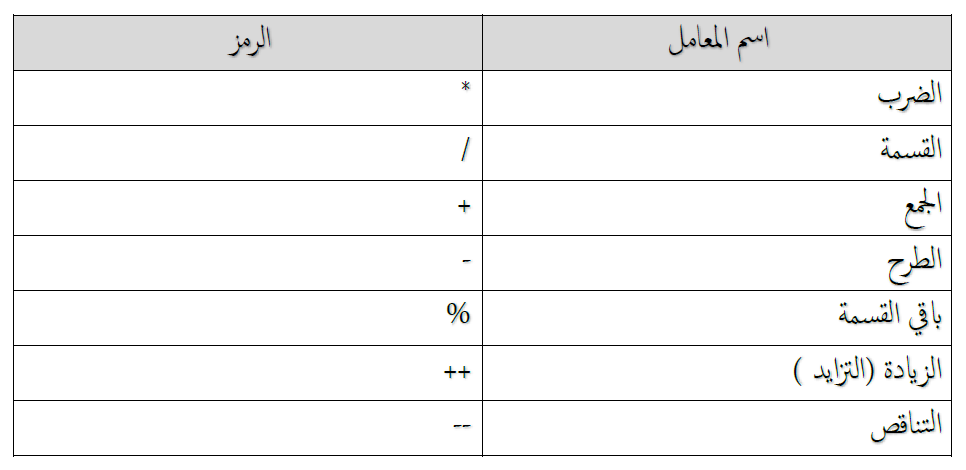 اسم المعامل الرمز
الضرب *
القسمة /
الجمع +
الطرح -
باقي القسمة %
الزيادة (التزايد ) ++
التناقص --